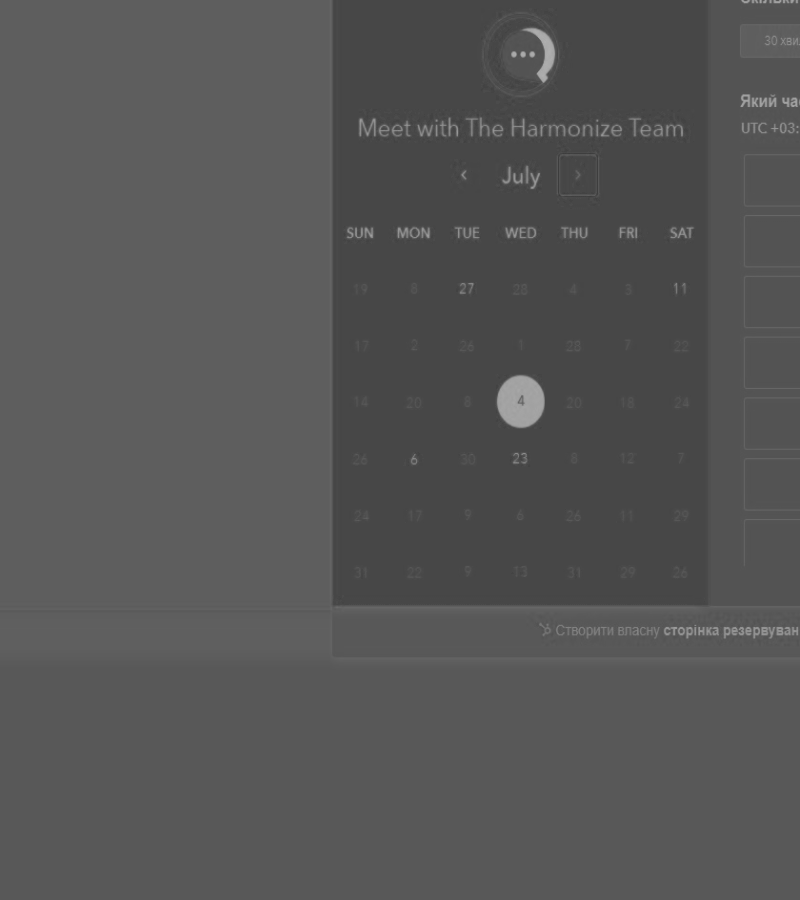 Meet with The Harmonize Team
July
SUN MON TUE WED THU FRI SAT
19 8 27 28 4 3 11
17 2 26 1 28 7 22
14 20 8 4 20 18 24
26 6 30 23 8 12 7
24 17 9 6 26 11 29
31 22 9 13 31 29 26
30 хви
Який ча
UTC +03:
Створити власну сторінка резервуван